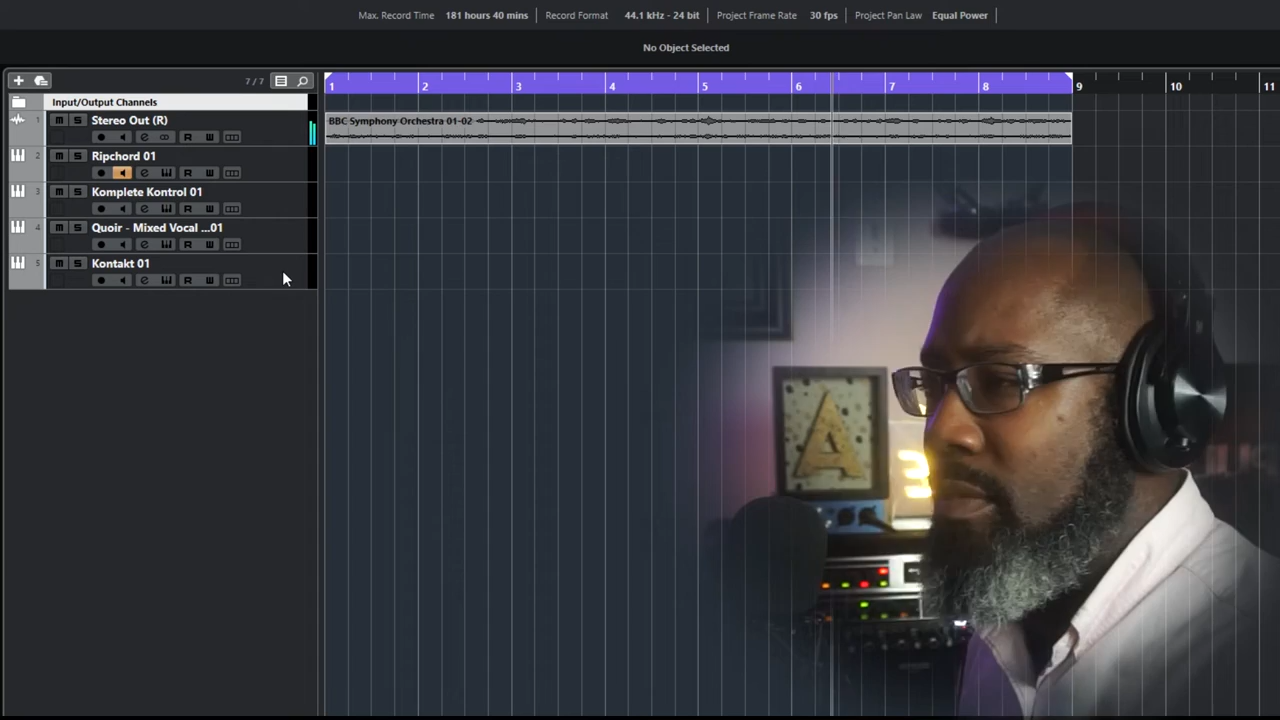 Max. Record Time 181 hours 40 mins Record Format 44.1 kHz - 24 bit Project Frame Rate 30 fps Project Pan Law Equal Power
No Object Selected
7 / 7
1 2 3 4 5 6 7 8 9 10 11
Input/Output Channels
1 m S Stereo Out (R)
R W
BBC Symphony Orchestra 01-02
2 m S Ripchord 01
R W
3 m S Komplete Kontrol 01
R W
4 m S Quoir - Mixed Vocal ...01
R W
5 m S Kontakt 01
R W
A
3